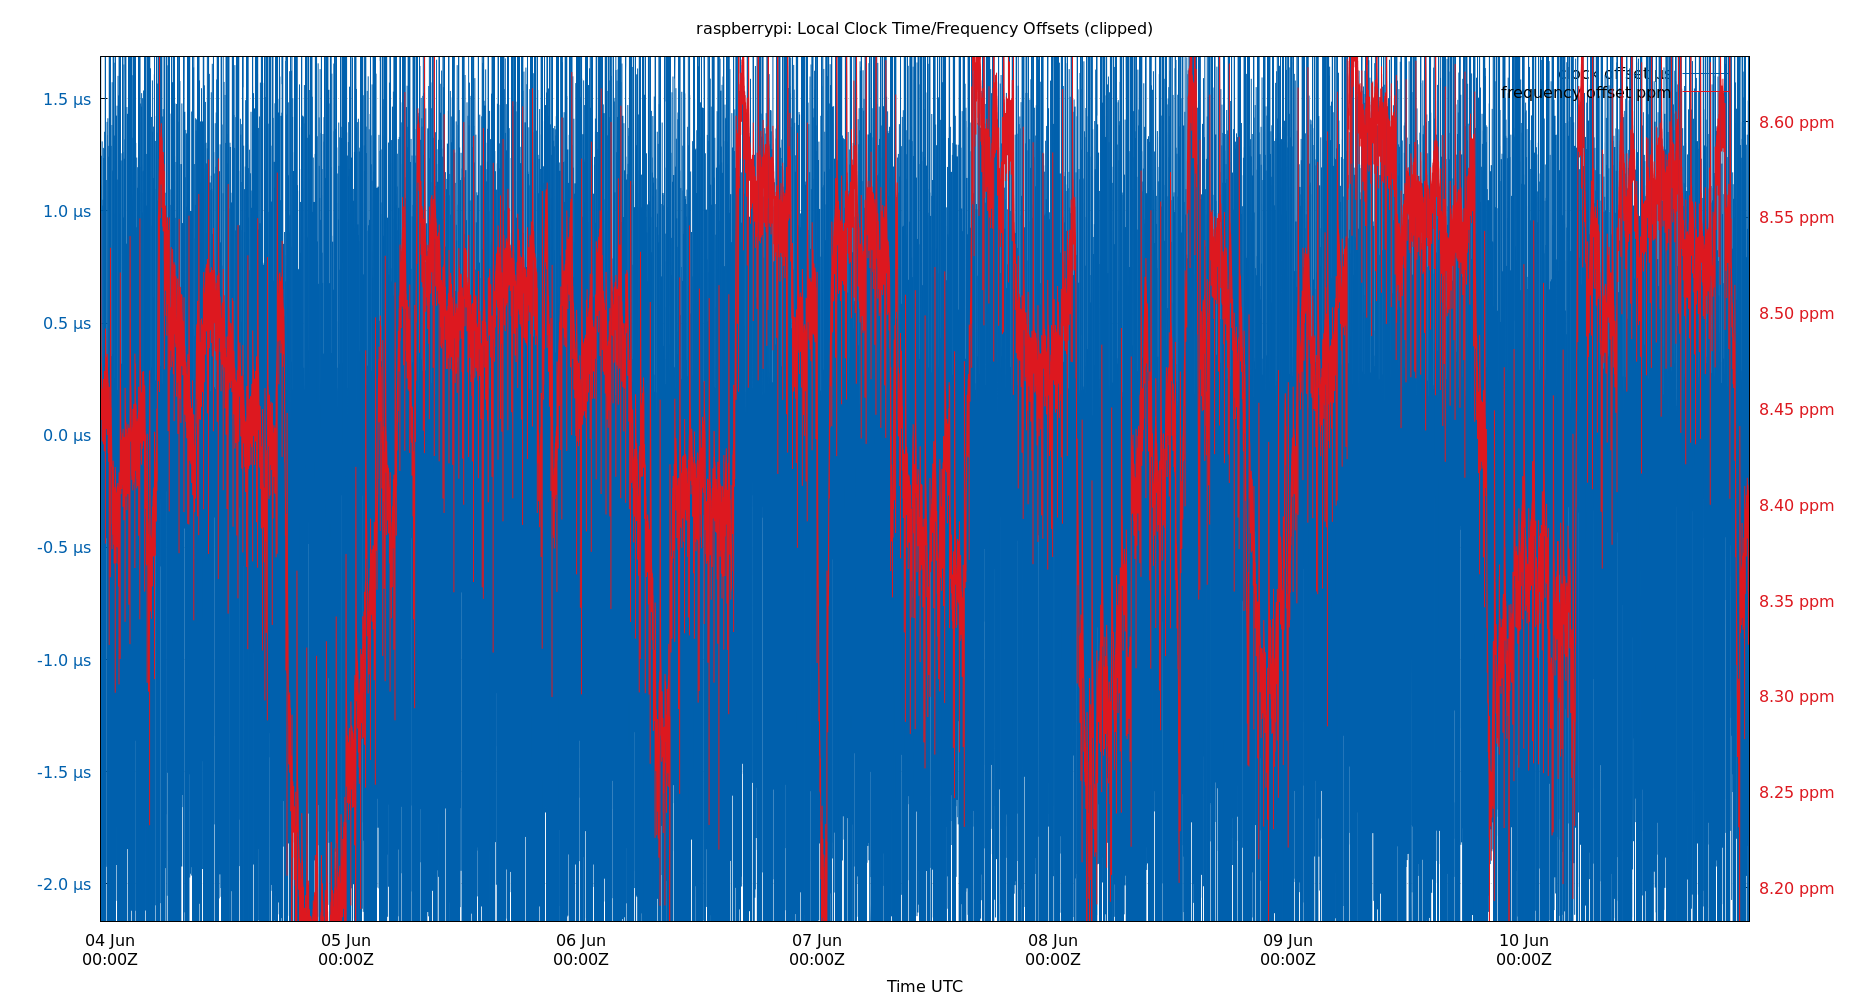 raspberrypi: Local Clock Time/Frequency Offsets (clipped)
clock offset µs
frequency offset ppm
1.5 µs
1.0 µs
0.5 µs
0.0 µs
-0.5 µs
-1.0 µs
-1.5 µs
-2.0 µs
8.60 ppm
8.55 ppm
8.50 ppm
8.45 ppm
8.40 ppm
8.35 ppm
8.30 ppm
8.25 ppm
8.20 ppm
04 Jun 05 Jun 06 Jun 07 Jun 08 Jun 09 Jun 10 Jun
00:00Z 00:00Z 00:00Z 00:00Z 00:00Z 00:00Z 00:00Z
Time UTC